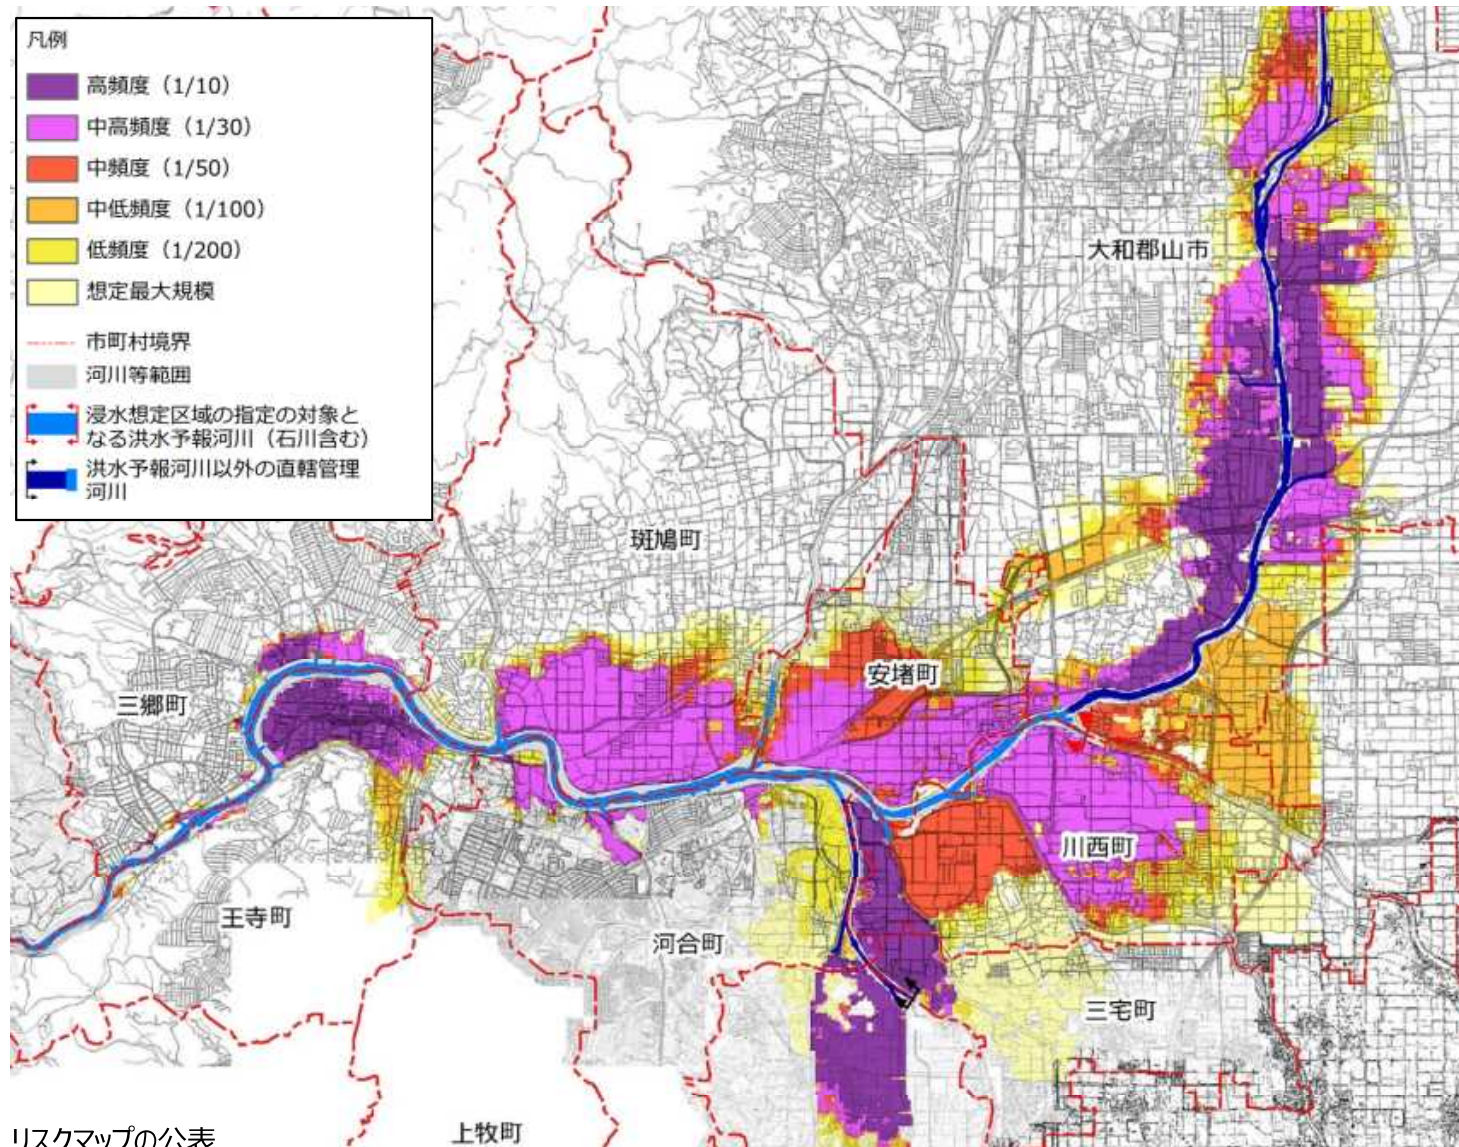 凡例
高頻度（1/10）
中高頻度（1/30）
中頻度（1/50）
中低頻度（1/100）
低頻度（1/200）
想定最大規模
市町村境界
河川等範囲
浸水想定区域の指定の対象と
なる洪水予報河川（石川含む）
洪水予報河川以外の直轄管理
河川
大和郡山市
斑鳩町
安堵町
三郷町
川西町
王寺町
河合町
三宅町
上牧町
リスクマップの公表